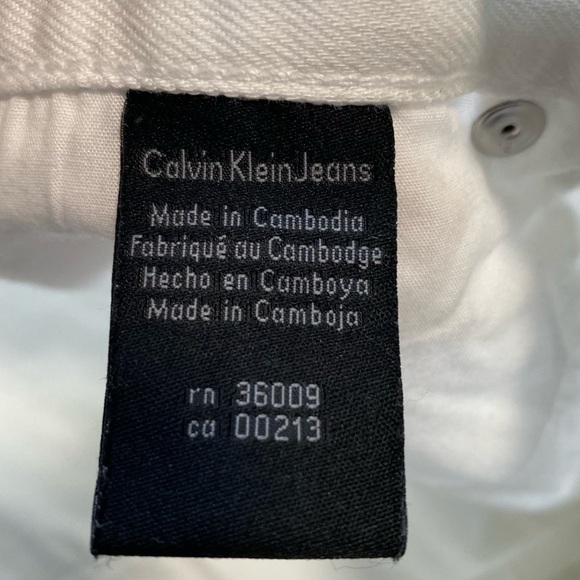 Calvin Klein Jeans
Made in Cambodia
Fabriqué au Cambodge
Hecho en Camboya
Made in Camboja
rn 36009
ca 00213